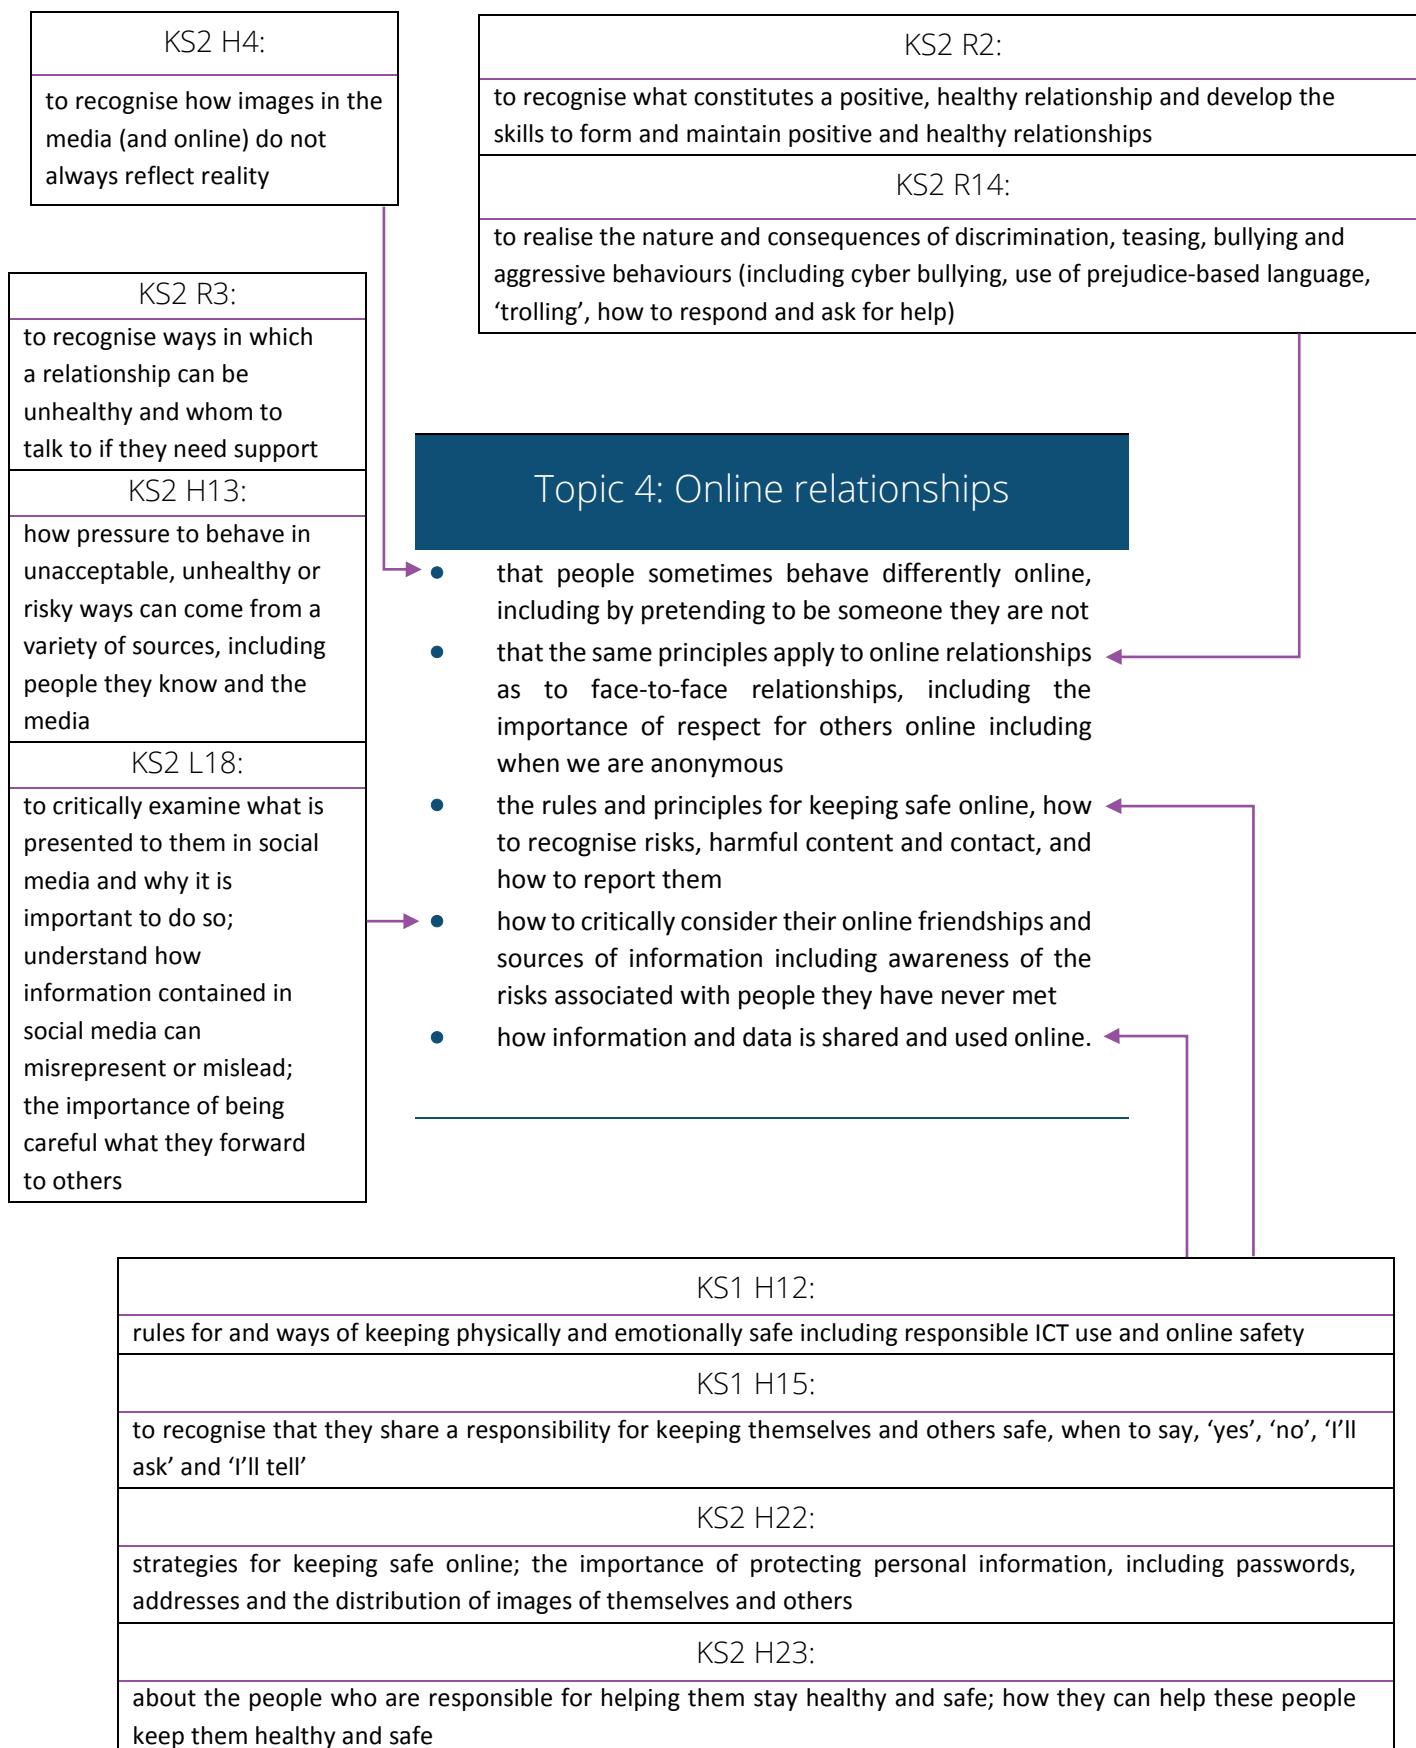 KS2 H4:
to recognise how images in the
media (and online) do not
always reflect reality
KS2 R2:
to recognise what constitutes a positive, healthy relationship and develop the
skills to form and maintain positive and healthy relationships
KS2 R14:
to realise the nature and consequences of discrimination, teasing, bullying and
aggressive behaviours (including cyber bullying, use of prejudice-based language,
‘trolling’, how to respond and ask for help)
KS2 R3:
to recognise ways in which
a relationship can be
unhealthy and whom to
talk to if they need support
KS2 H13:
how pressure to behave in
unacceptable, unhealthy or
risky ways can come from a
variety of sources, including
people they know and the
media
KS2 L18:
to critically examine what is
presented to them in social
media and why it is
important to do so;
understand how
information contained in
social media can
misrepresent or mislead;
the importance of being
careful what they forward
to others
Topic 4: Online relationships
● that people sometimes behave differently online,
including by pretending to be someone they are not
● that the same principles apply to online relationships
as to face-to-face relationships, including the
importance of respect for others online including
when we are anonymous
● the rules and principles for keeping safe online, how
to recognise risks, harmful content and contact, and
how to report them
● how to critically consider their online friendships and
sources of information including awareness of the
risks associated with people they have never met
● how information and data is shared and used online.
KS1 H12:
rules for and ways of keeping physically and emotionally safe including responsible ICT use and online safety
KS1 H15:
to recognise that they share a responsibility for keeping themselves and others safe, when to say, ‘yes’, ‘no’, ‘I’ll
ask’ and ‘I’ll tell’
KS2 H22:
strategies for keeping safe online; the importance of protecting personal information, including passwords,
addresses and the distribution of images of themselves and others
KS2 H23:
about the people who are responsible for helping them stay healthy and safe; how they can help these people
keep them healthy and safe